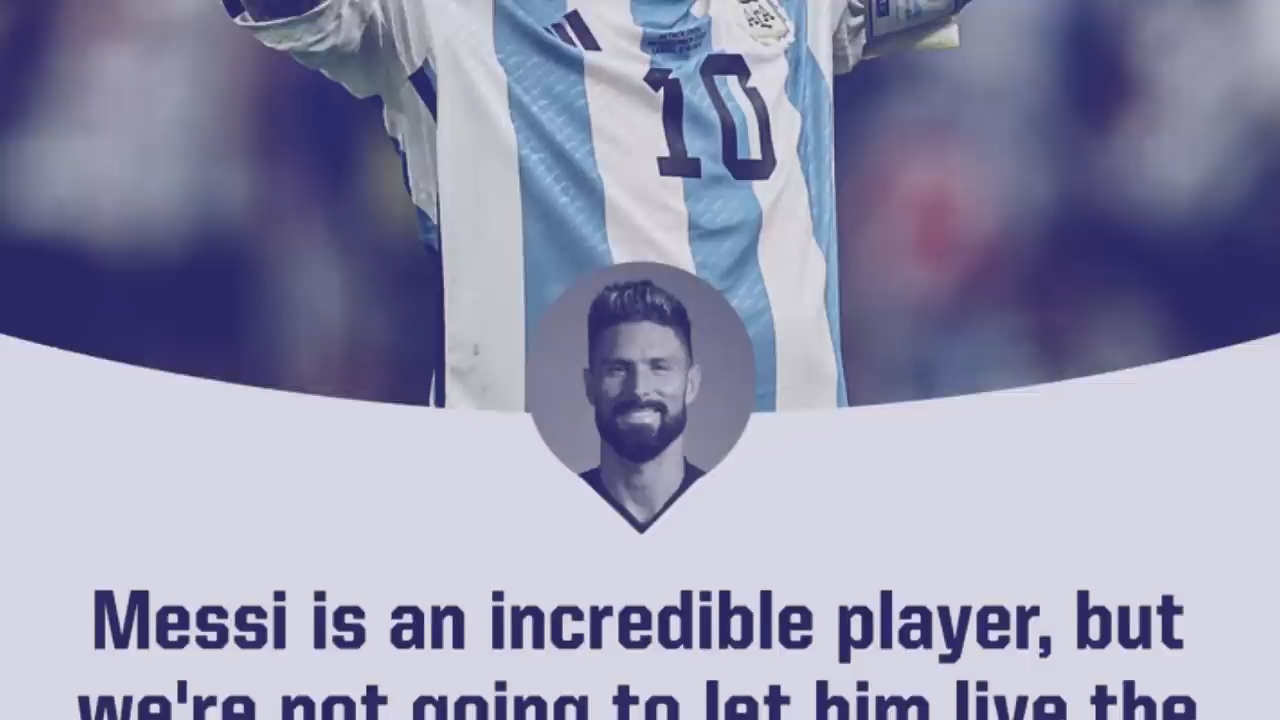 10
Messi is an incredible player, but
we're not going to let him live the